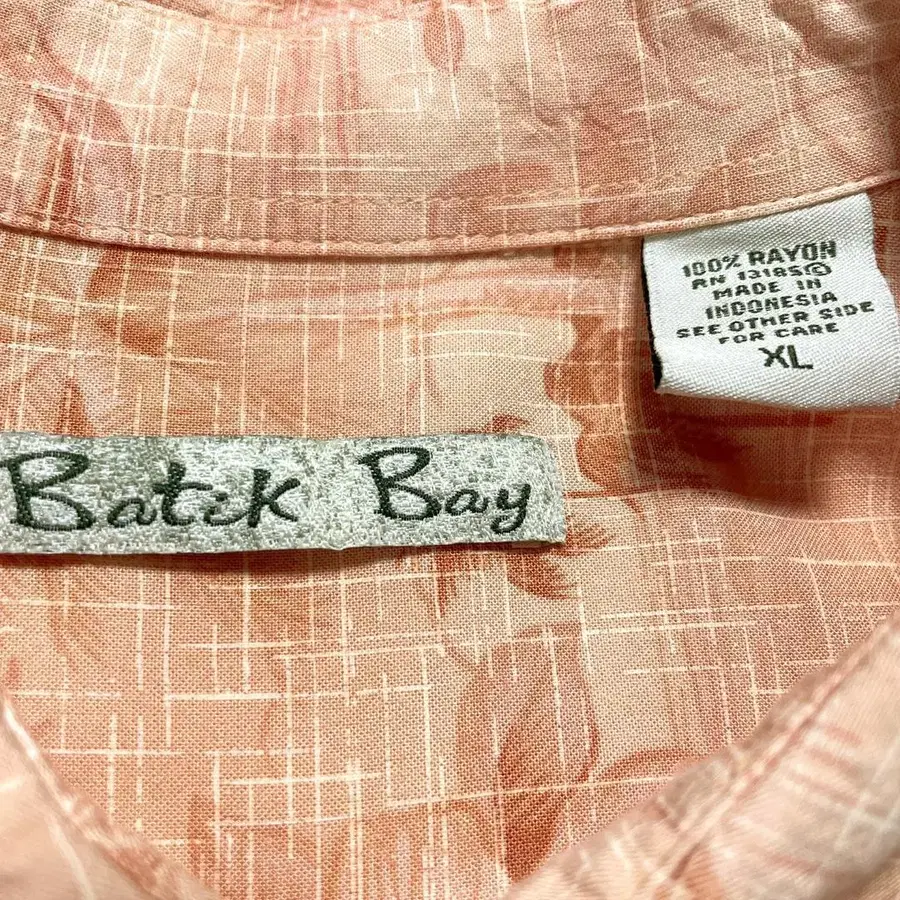 Batik Bay
100% RAYON
RN 13185©
MADE IN
INDONESIA
SEE OTHER SIDE
FOR CARE
XL